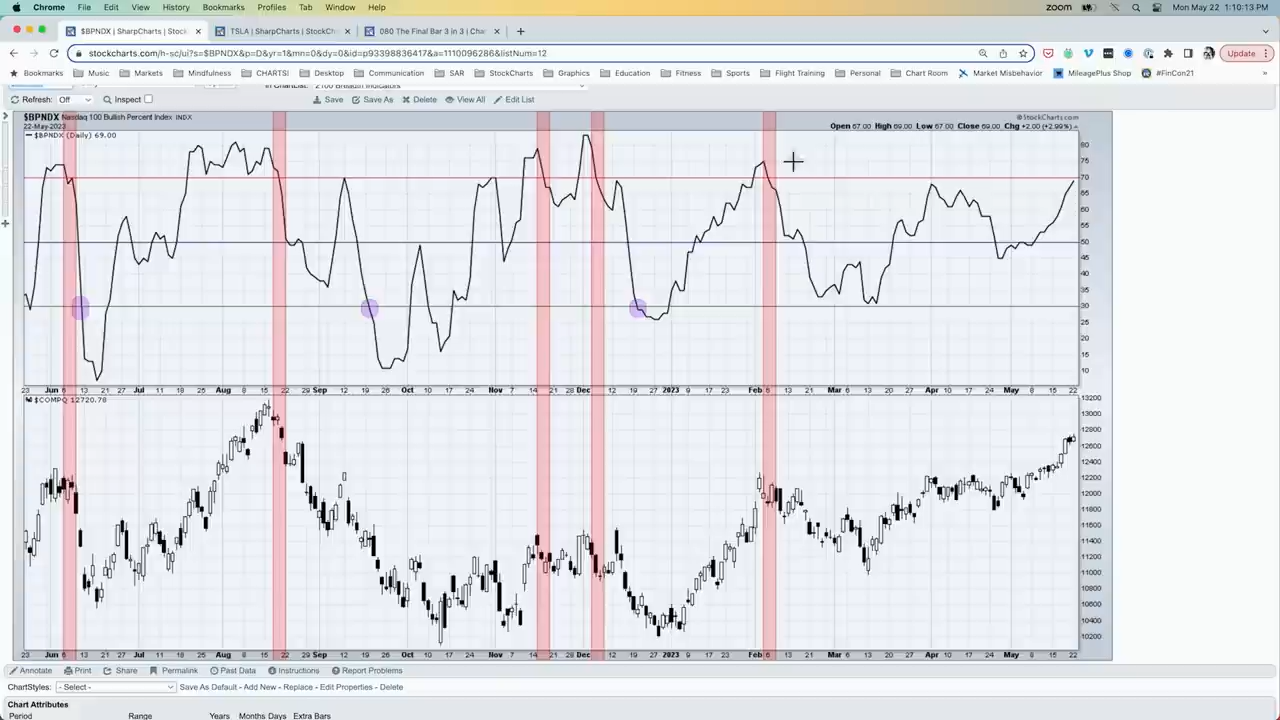 Chrome File Edit View History Bookmarks Profiles Tab Window Help zoom Mon May 22 1:10:13 PM
$BPNDX | SharpCharts | Stock TSLA | SharpCharts | StockCh 080 The Final Bar 3 in 3 | Char
stockcharts.com/h-sc/ui?s=$BPNDX&p=D&yr=1&mn=0&dy=0&id=p93398836417&a=1110096286&listNum=12 Update
Bookmarks Music Markets Mindfulness CHARTS! Desktop Communication SAR StockCharts Graphics Education Fitness Sports Flight Training Personal Chart Room Market Misbehavior MileagePlus Shop #FinCon21
In ChartList: 2100 Breadth Indicators
Refresh: Off Inspect Save Save As Delete View All Edit List
$BPNDX Nasdaq 100 Bullish Percent Index INDX ©StockCharts.com
22-May-2023 Open 67.00 High 69.00 Low 67.00 Close 69.00 Chg +2.00 (+2.99%)
$BPNDX (Daily) 69.00
80
75
70
65
60
55
50
45
40
35
30
25
20
15
10
23 Jun 6 13 21 27 Jul 11 18 25 Aug 8 15 22 29 Sep 12 19 26 Oct 10 17 24 Nov 7 14 21 Dec 12 19 27 2023 9 17 23 Feb 6 13 21 27 Mar 6 13 20 27 Apr 10 17 24 May 8 15 22
$COMPQ 12720.78
13200
13000
12800
12600
12400
12200
12000
11800
11600
11400
11200
11000
10800
10600
10400
10200
23 Jun 6 13 21 27 Jul 11 18 25 Aug 8 15 22 29 Sep 12 19 26 Oct 10 17 24 Nov 7 14 21 Dec 12 19 27 2023 9 17 23 Feb 6 13 21 27 Mar 6 13 20 27 Apr 10 17 24 May 8 15 22
Annotate Print Share Permalink Past Data Instructions Report Problems
ChartStyles: - Select - Save As Default - Add New - Replace - Edit Properties - Delete
Chart Attributes
Period Range Years Months Days Extra Bars